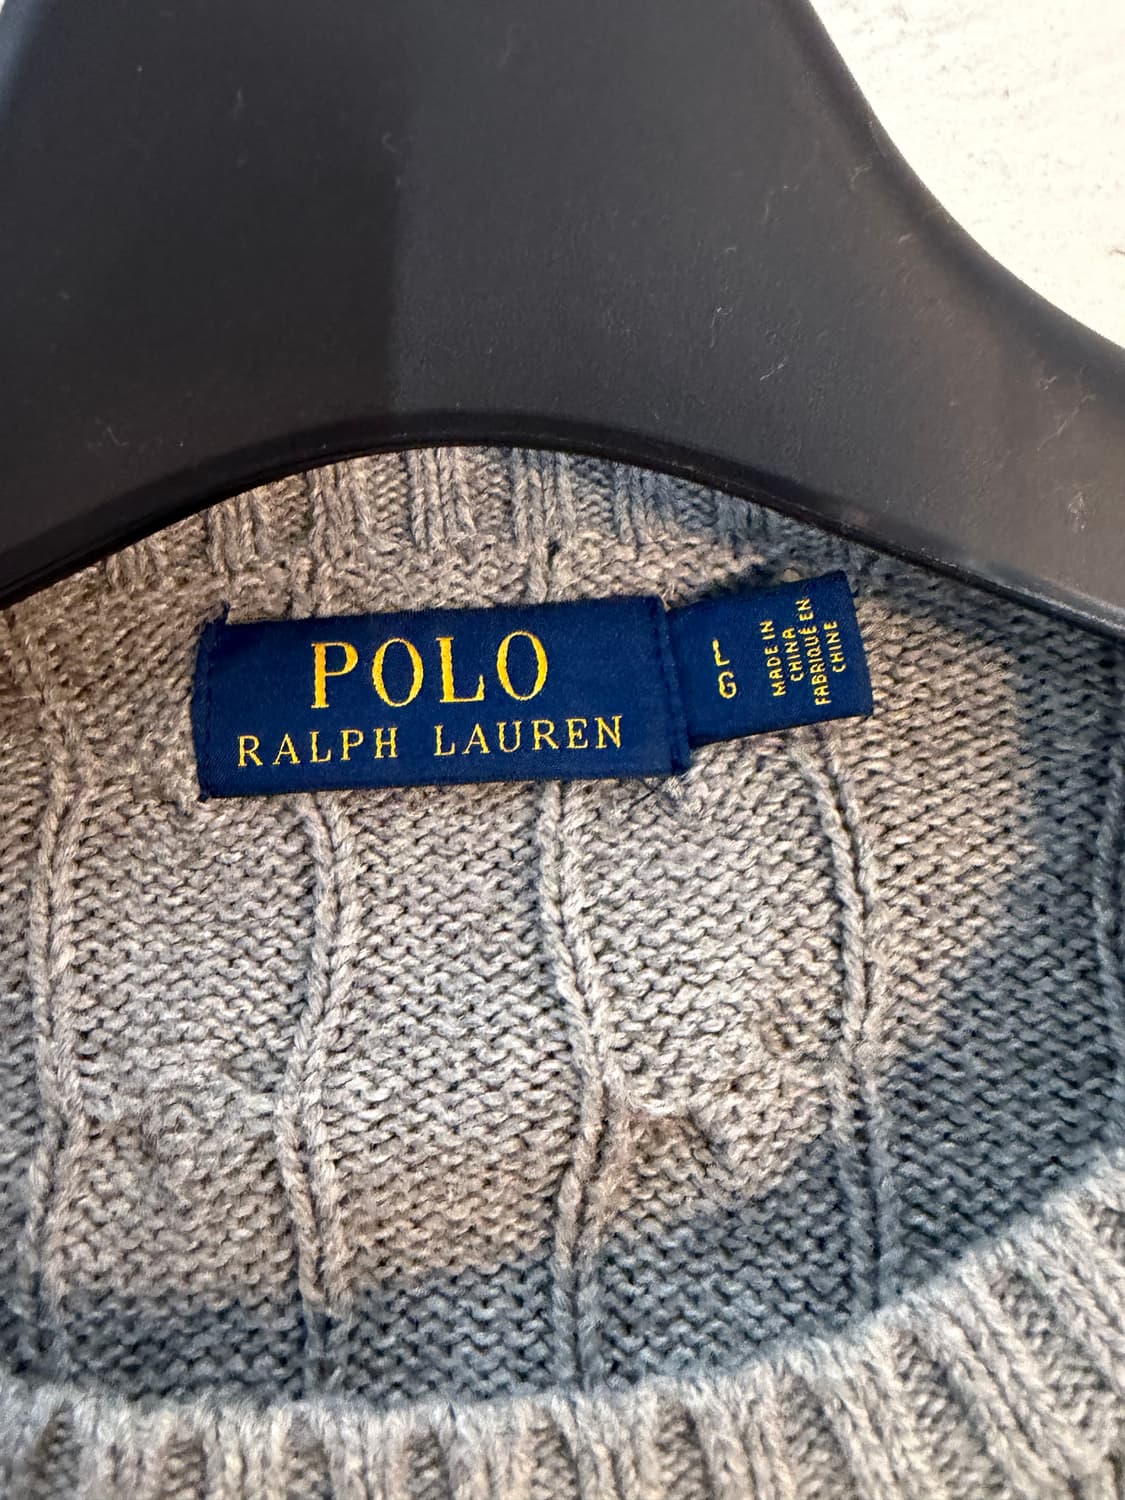 POLO
RALPH LAUREN
L
G
MADE IN
CHINA
FABRIQUÉ EN
CHINE